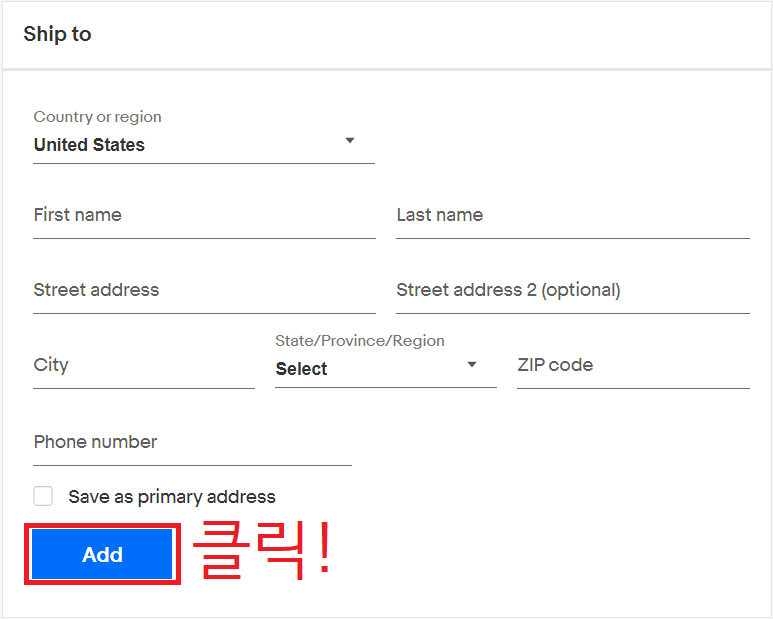 Ship to
Country or region
United States
First name Last name
Street address Street address 2 (optional)
State/Province/Region
City Select ZIP code
Phone number
Save as primary address
Add 클릭!